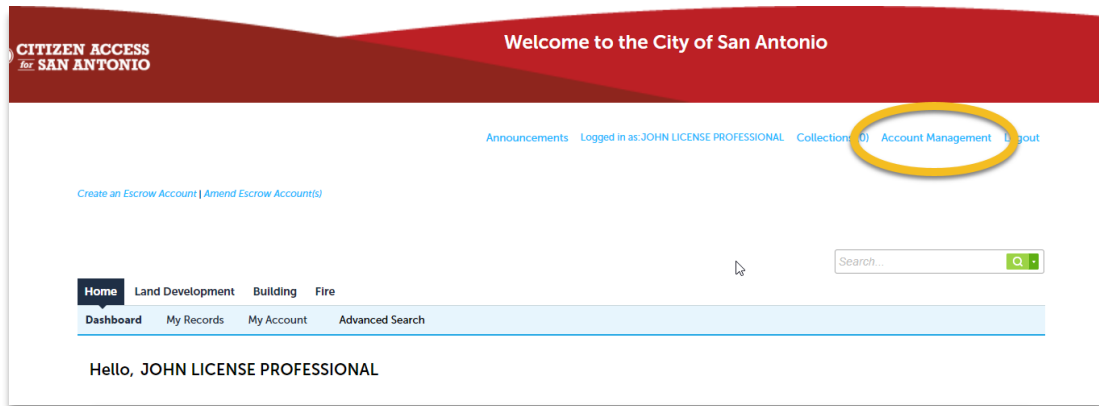 CITIZEN ACCESS
for SAN ANTONIO
Welcome to the City of San Antonio
Announcements Logged in as:JOHN LICENSE PROFESSIONAL Collections (0) Account Management Logout
Create an Escrow Account | Amend Escrow Account(s)
Search...
Home Land Development Building Fire
Dashboard My Records My Account Advanced Search
Hello, JOHN LICENSE PROFESSIONAL